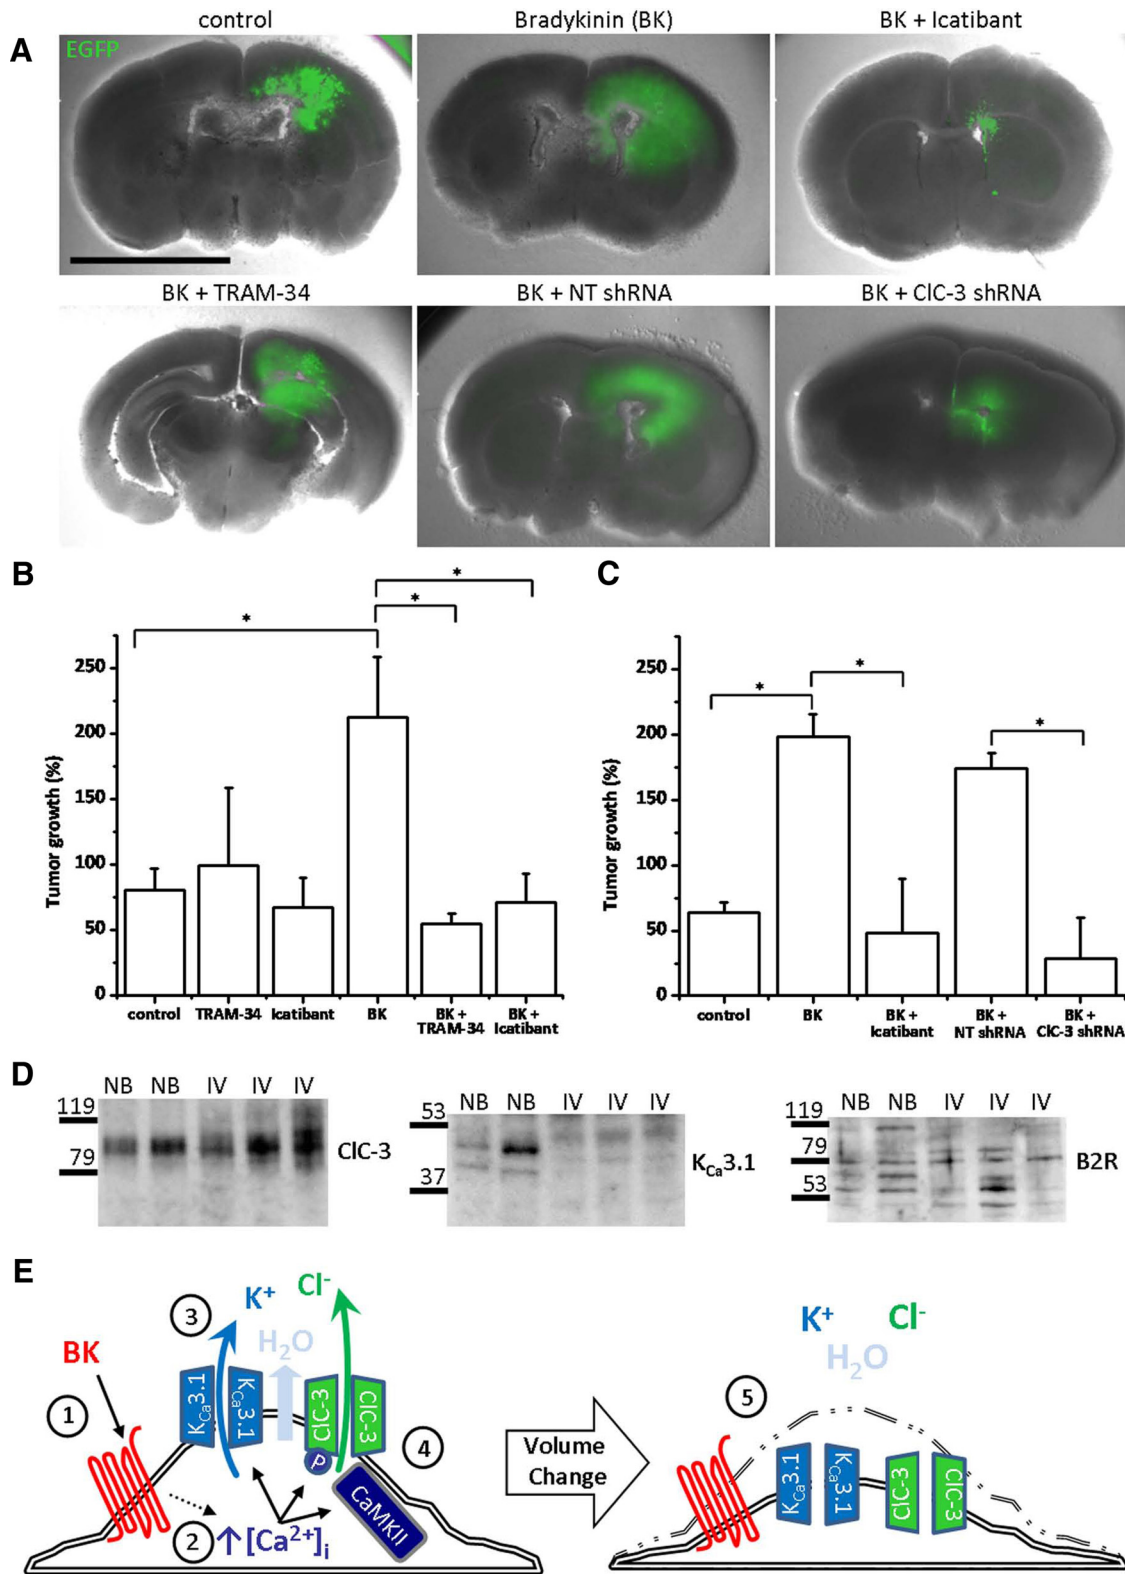 A
control
Bradykinin (BK)
BK + Icatibant
EGFP
BK + TRAM-34
BK + NT shRNA
BK + ClC-3 shRNA
B
Tumor growth (%)
250
200
150
100
50
0
*
*
*
control
TRAM-34
Icatibant
BK
BK +
TRAM-34
BK +
Icatibant
C
Tumor growth (%)
250
200
150
100
50
0
*
*
*
control
BK
BK +
Icatibant
BK +
NT shRNA
BK +
ClC-3 shRNA
D
NB NB IV IV IV
119
79
ClC-3
NB NB IV IV IV
53
37
KCa3.1
NB NB IV IV IV
119
79
53
B2R
E
BK
1
2
↑[Ca2+]i
3
K+
H2O
Cl-
KCa3.1
KCa3.1
ClC-3
ClC-3
P
CaMKII
4
Volume
Change
5
K+
Cl-
H2O
KCa3.1
KCa3.1
ClC-3
ClC-3